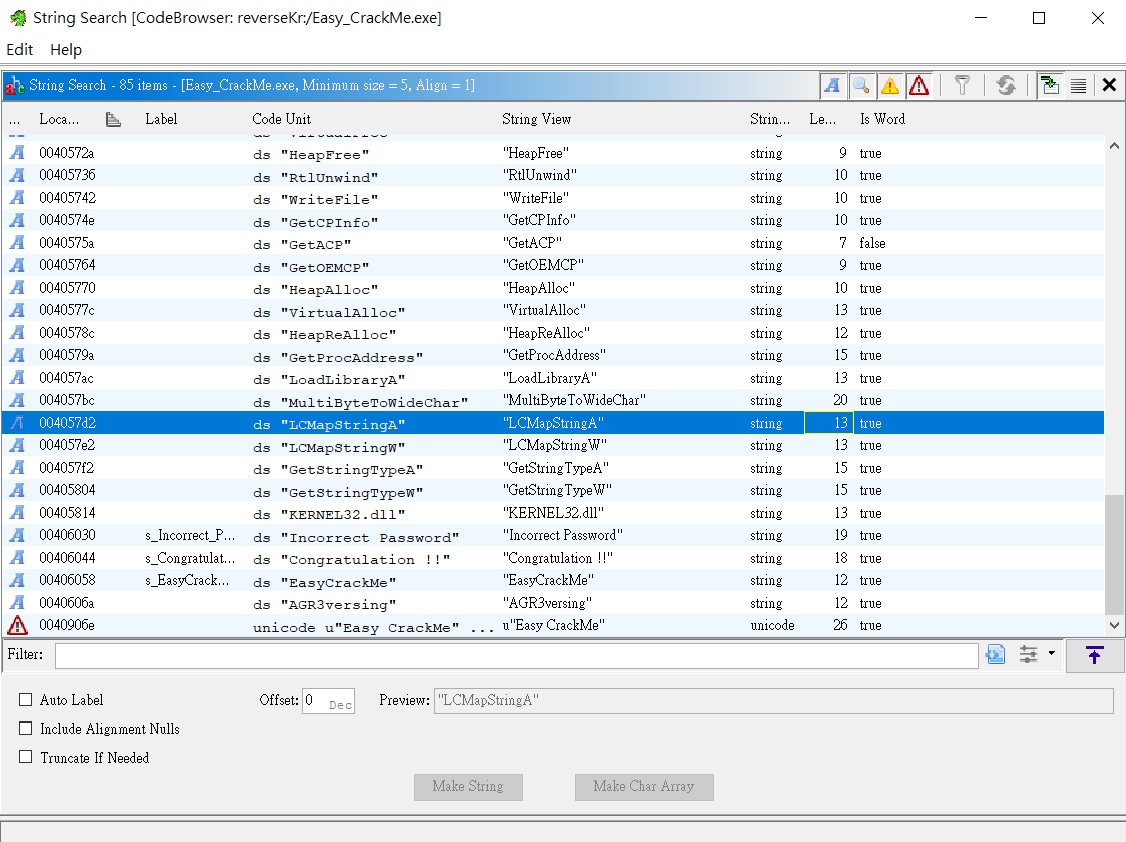 String Search [CodeBrowser: reverseKr:/Easy_CrackMe.exe]
Edit Help
String Search - 85 items - [Easy_CrackMe.exe, Minimum size = 5, Align = 1]
... Loca... Label Code Unit String View Strin... Le... Is Word
0040572a ds "HeapFree" "HeapFree" string 9 true
00405736 ds "RtlUnwind" "RtlUnwind" string 10 true
00405742 ds "WriteFile" "WriteFile" string 10 true
0040574e ds "GetCPInfo" "GetCPInfo" string 10 true
0040575a ds "GetACP" "GetACP" string 7 false
00405764 ds "GetOEMCP" "GetOEMCP" string 9 true
00405770 ds "HeapAlloc" "HeapAlloc" string 10 true
0040577c ds "VirtualAlloc" "VirtualAlloc" string 13 true
0040578c ds "HeapReAlloc" "HeapReAlloc" string 12 true
0040579a ds "GetProcAddress" "GetProcAddress" string 15 true
004057ac ds "LoadLibraryA" "LoadLibraryA" string 13 true
004057bc ds "MultiByteToWideChar" "MultiByteToWideChar" string 20 true
004057d2 ds "LCMapStringA" "LCMapStringA" string 13 true
004057e2 ds "LCMapStringW" "LCMapStringW" string 13 true
004057f2 ds "GetStringTypeA" "GetStringTypeA" string 15 true
00405804 ds "GetStringTypeW" "GetStringTypeW" string 15 true
00405814 ds "KERNEL32.dll" "KERNEL32.dll" string 13 true
00406030 s_Incorrect_P... ds "Incorrect Password" "Incorrect Password" string 19 true
00406044 s_Congratulat... ds "Congratulation !!" "Congratulation !!" string 18 true
00406058 s_EasyCrack... ds "EasyCrackMe" "EasyCrackMe" string 12 true
0040606a ds "AGR3versing" "AGR3versing" string 12 true
0040906e unicode u"Easy CrackMe" ... u"Easy CrackMe" unicode 26 true
Filter:
Auto Label Offset: 0 Dec Preview: "LCMapStringA"
Include Alignment Nulls
Truncate If Needed
Make String Make Char Array